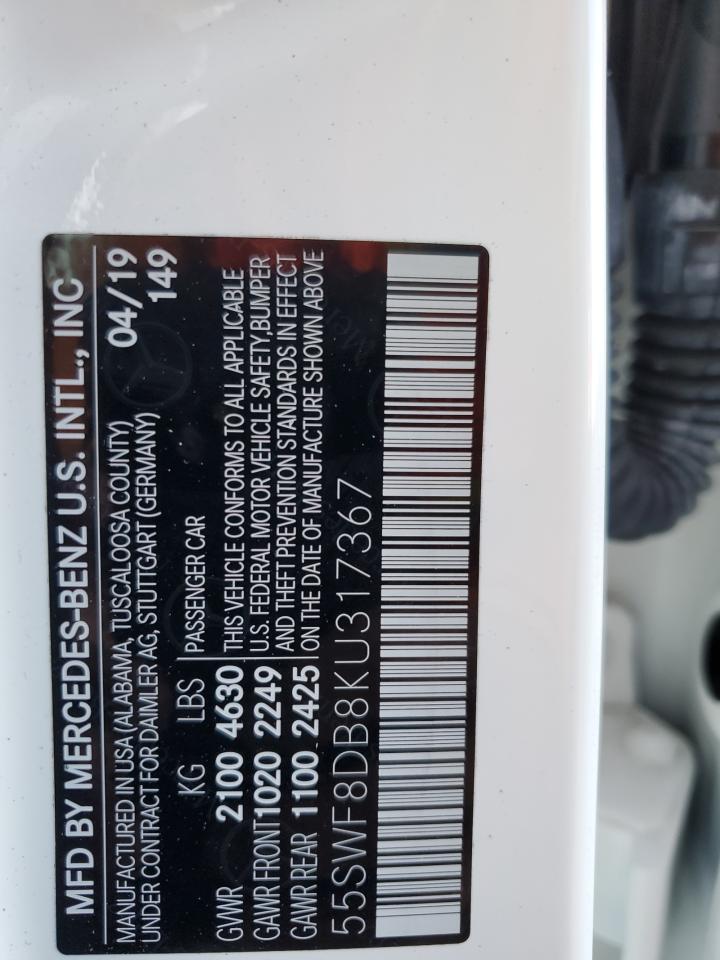 MFD BY MERCEDES-BENZ U.S. INTL., INC
MANUFACTURED IN USA (ALABAMA, TUSCALOOSA COUNTY) 04/19
UNDER CONTRACT FOR DAIMLER AG, STUTTGART (GERMANY) 149
KG LBS PASSENGER CAR
GVWR 2100 4630 THIS VEHICLE CONFORMS TO ALL APPLICABLE
GAWR FRONT 1020 2249 U.S. FEDERAL MOTOR VEHICLE SAFETY, BUMPER
GAWR REAR 1100 2425 AND THEFT PREVENTION STANDARDS IN EFFECT
ON THE DATE OF MANUFACTURE SHOWN ABOVE
55SWF8DB8KU317367